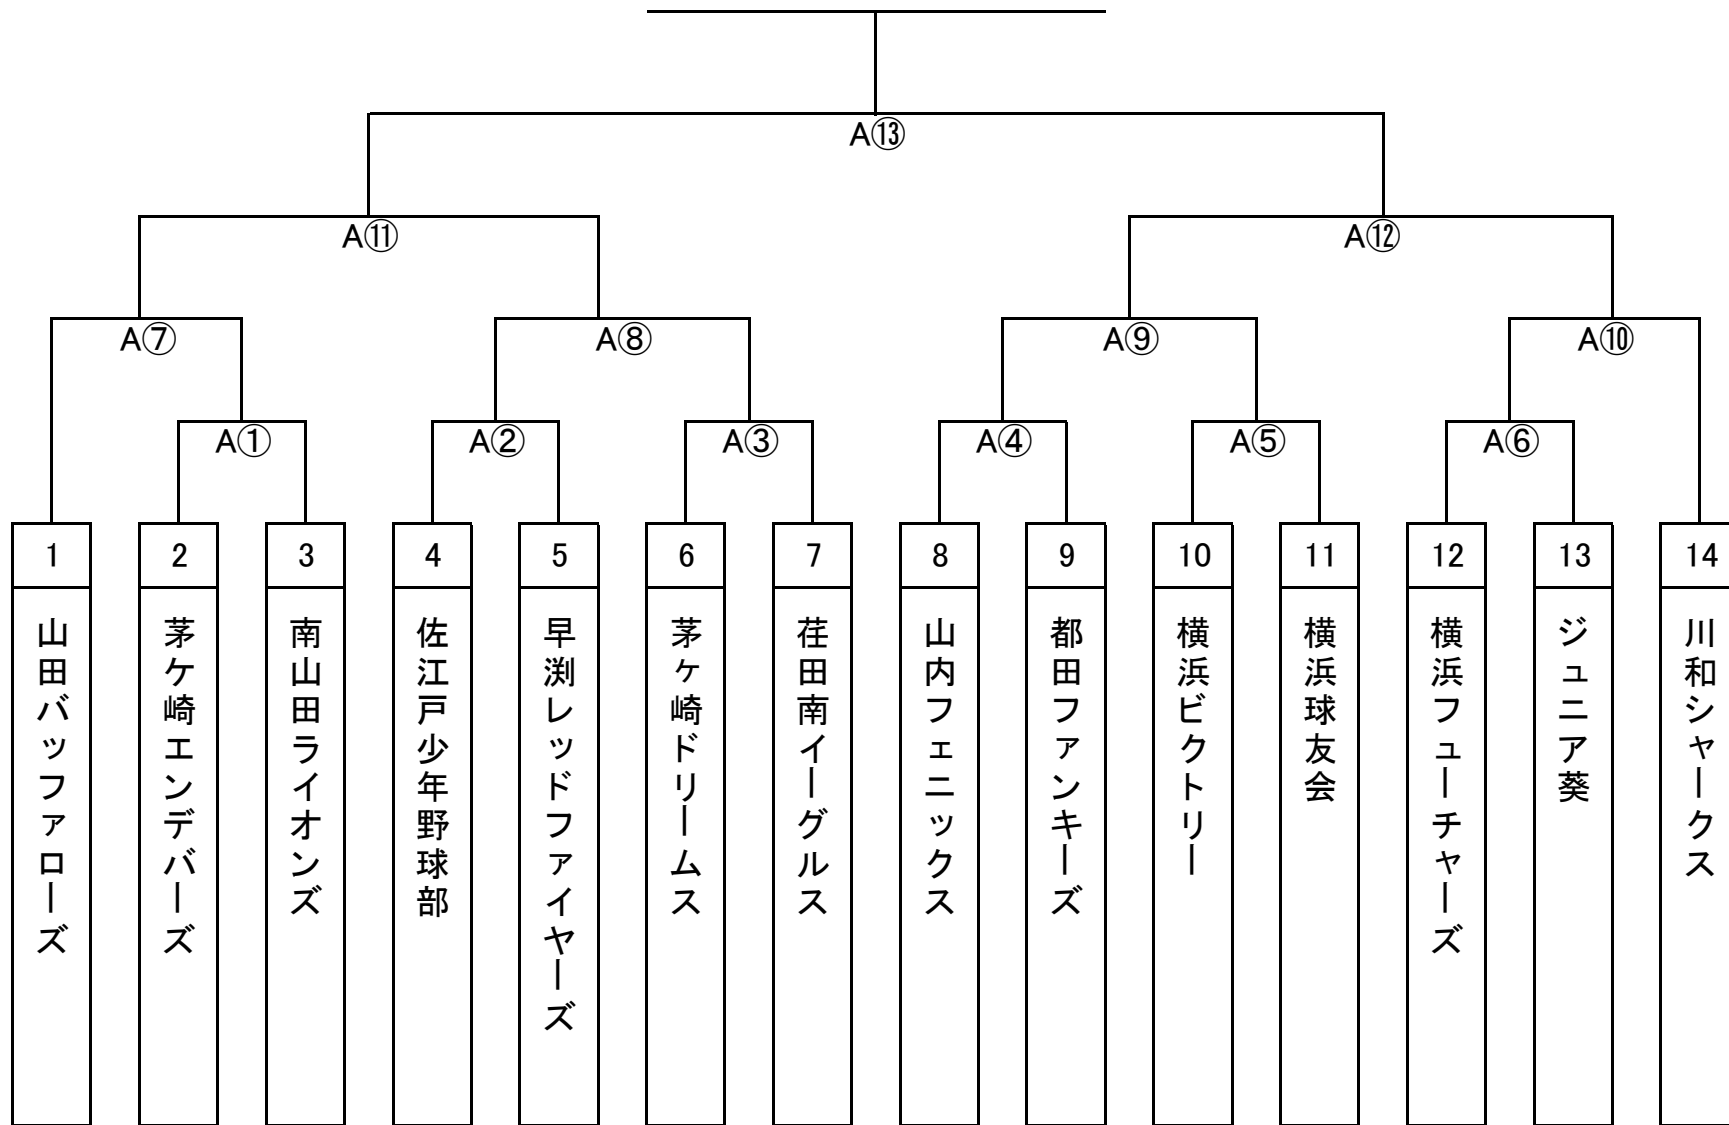 A⑬
A⑪
A⑫
A⑦
A⑧
A⑨
A⑩
A①
A②
A③
A④
A⑤
A⑥
1
2
3
4
5
6
7
8
9
10
11
12
13
14
山田バッファローズ
茅ケ崎エンデバーズ
南山田ライオンズ
佐江戸少年野球部
早渕レッドファイヤーズ
茅ヶ崎ドリームス
荏田南イーグルス
山内フェニックス
都田ファンキーズ
横浜ビクトリー
横浜球友会
横浜フューチャーズ
ジュニア葵
川和シャークス